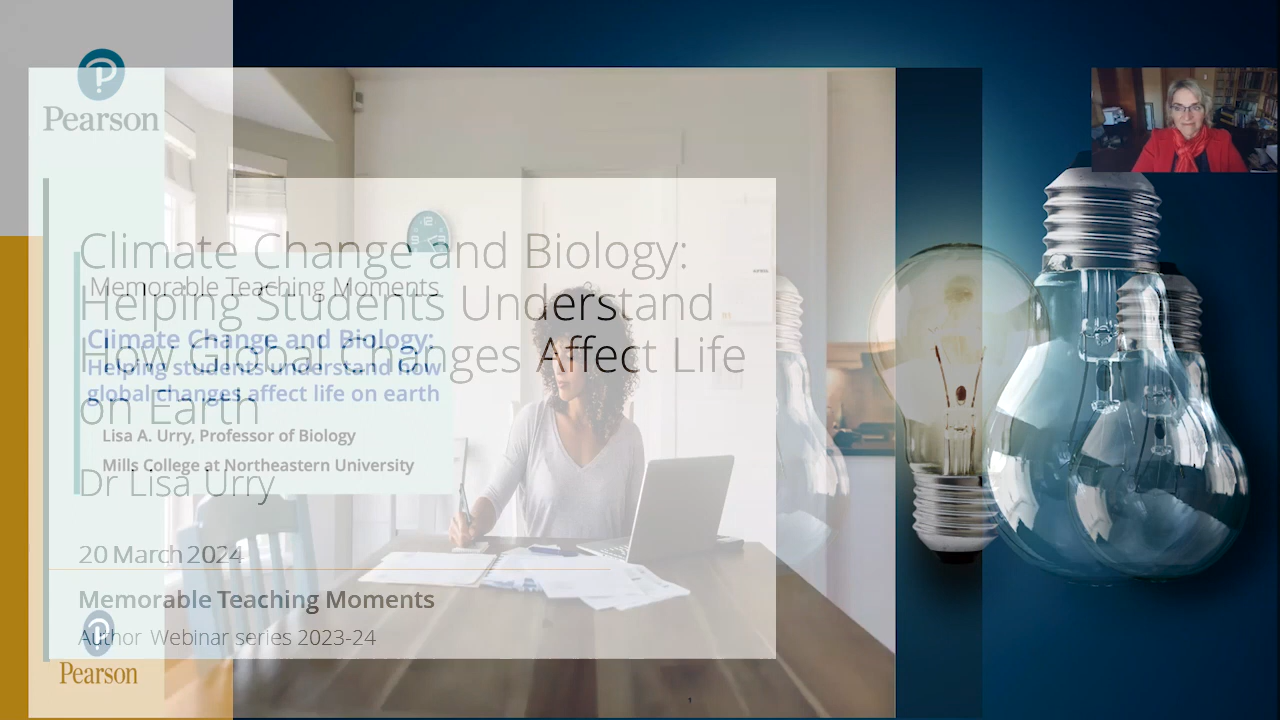 Pearson
Climate Change and Biology:
Helping Students Understand
How Global Changes Affect Life
on Earth
Dr Lisa Urry
20 March 2024
Memorable Teaching Moments
Author Webinar series 2023-24
Memorable Teaching Moments
Climate Change and Biology:
Helping students understand how
global changes affect life on earth
Lisa A. Urry, Professor of Biology
Mills College at Northeastern University
Pearson
1